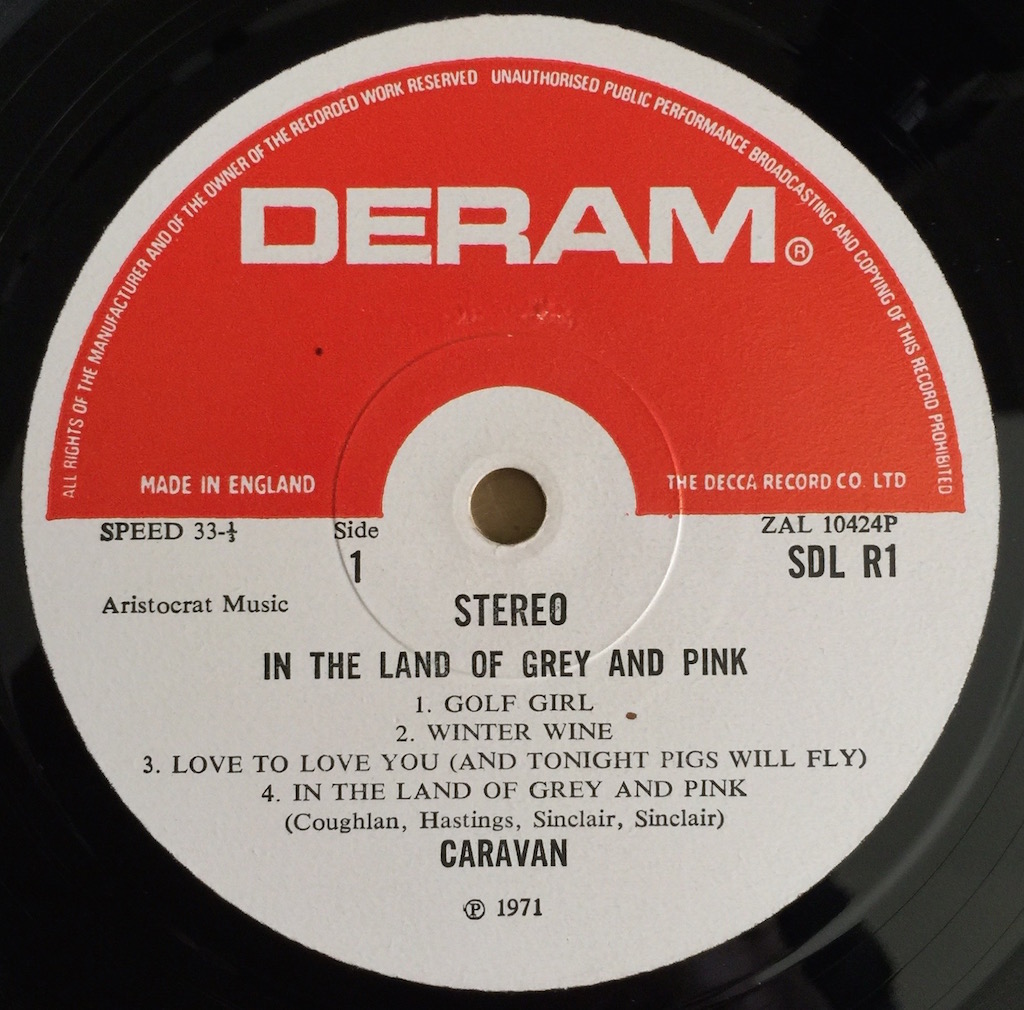 ALL RIGHTS OF THE MANUFACTURER AND OF THE OWNER OF THE RECORDED WORK RESERVED UNAUTHORISED PUBLIC PERFORMANCE BROADCASTING AND COPYING OF THIS RECORD PROHIBITED
DERAM®
MADE IN ENGLAND THE DECCA RECORD CO. LTD
SPEED 33-⅓ Side ZAL 10424P
1 SDL R1
Aristocrat Music
STEREO
IN THE LAND OF GREY AND PINK
1. GOLF GIRL
2. WINTER WINE
3. LOVE TO LOVE YOU (AND TONIGHT PIGS WILL FLY)
4. IN THE LAND OF GREY AND PINK
(Coughlan, Hastings, Sinclair, Sinclair)
CARAVAN
℗ 1971